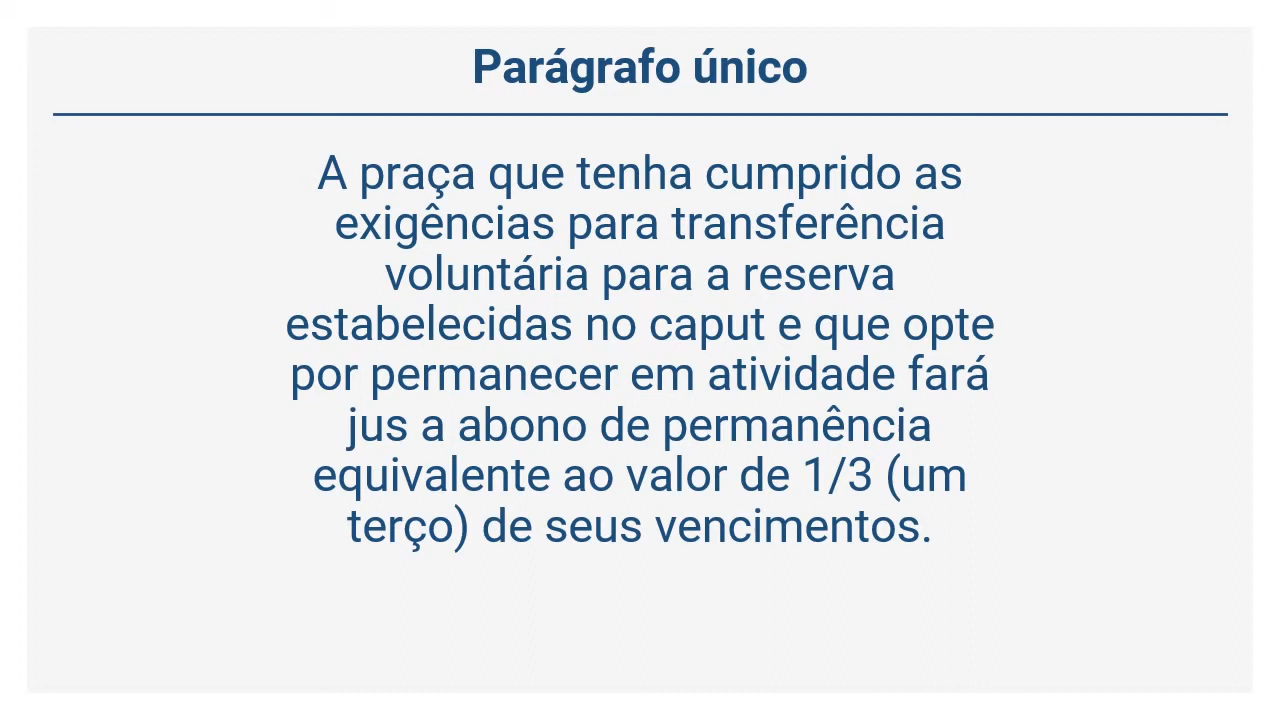 Parágrafo único
A praça que tenha cumprido as
exigências para transferência
voluntária para a reserva
estabelecidas no caput e que opte
por permanecer em atividade fará
jus a abono de permanência
equivalente ao valor de 1/3 (um
terço) de seus vencimentos.